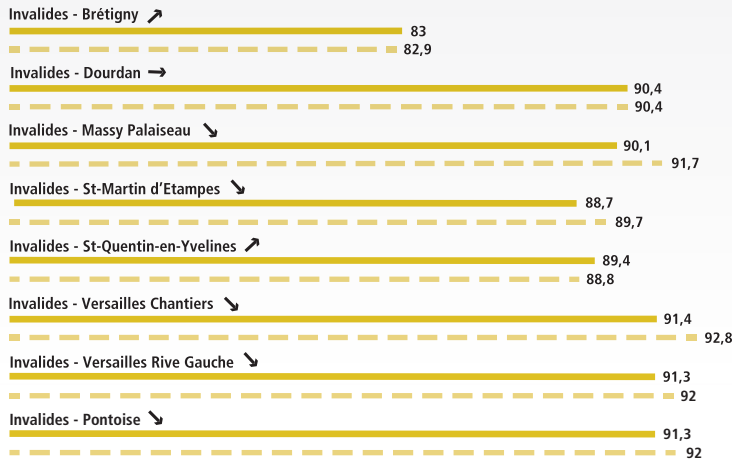 Invalides - Brétigny
83
82,9
Invalides - Dourdan
90,4
90,4
Invalides - Massy Palaiseau
90,1
91,7
Invalides - St-Martin d’Etampes
88,7
89,7
Invalides - St-Quentin-en-Yvelines
89,4
88,8
Invalides - Versailles Chantiers
91,4
92,8
Invalides - Versailles Rive Gauche
91,3
92
Invalides - Pontoise
91,3
92